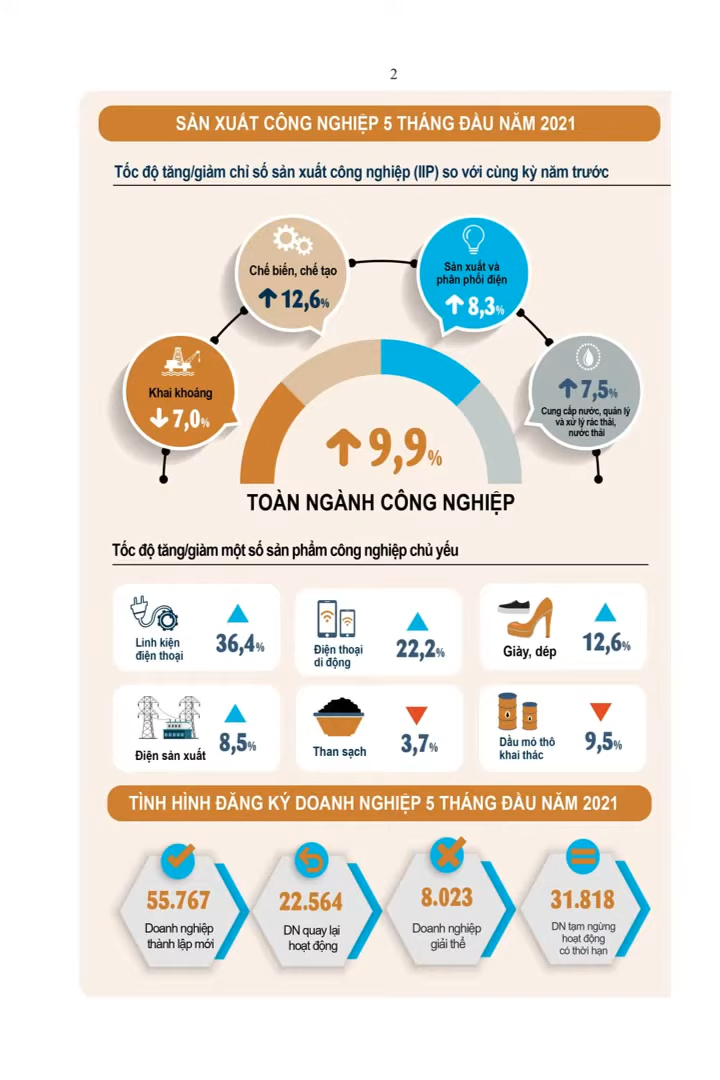 2
SẢN XUẤT CÔNG NGHIỆP 5 THÁNG ĐẦU NĂM 2021
Tốc độ tăng/giảm chỉ số sản xuất công nghiệp (IIP) so với cùng kỳ năm trước
Chế biến, chế tạo
12,6%
Sản xuất và
phân phối điện
8,3%
Khai khoáng
7,0%
7,5%
Cung cấp nước, quản lý
và xử lý rác thải,
nước thải
9,9%
TOÀN NGÀNH CÔNG NGHIỆP
Tốc độ tăng/giảm một số sản phẩm công nghiệp chủ yếu
Linh kiện
điện thoại
36,4%
Điện thoại
di động
22,2%
Giày, dép
12,6%
Điện sản xuất
8,5%
Than sạch
3,7%
Dầu mỏ thô
khai thác
9,5%
TÌNH HÌNH ĐĂNG KÝ DOANH NGHIỆP 5 THÁNG ĐẦU NĂM 2021
55.767
Doanh nghiệp
thành lập mới
22.564
DN quay lại
hoạt động
8.023
Doanh nghiệp
giải thể
31.818
DN tạm ngừng
hoạt động
có thời hạn